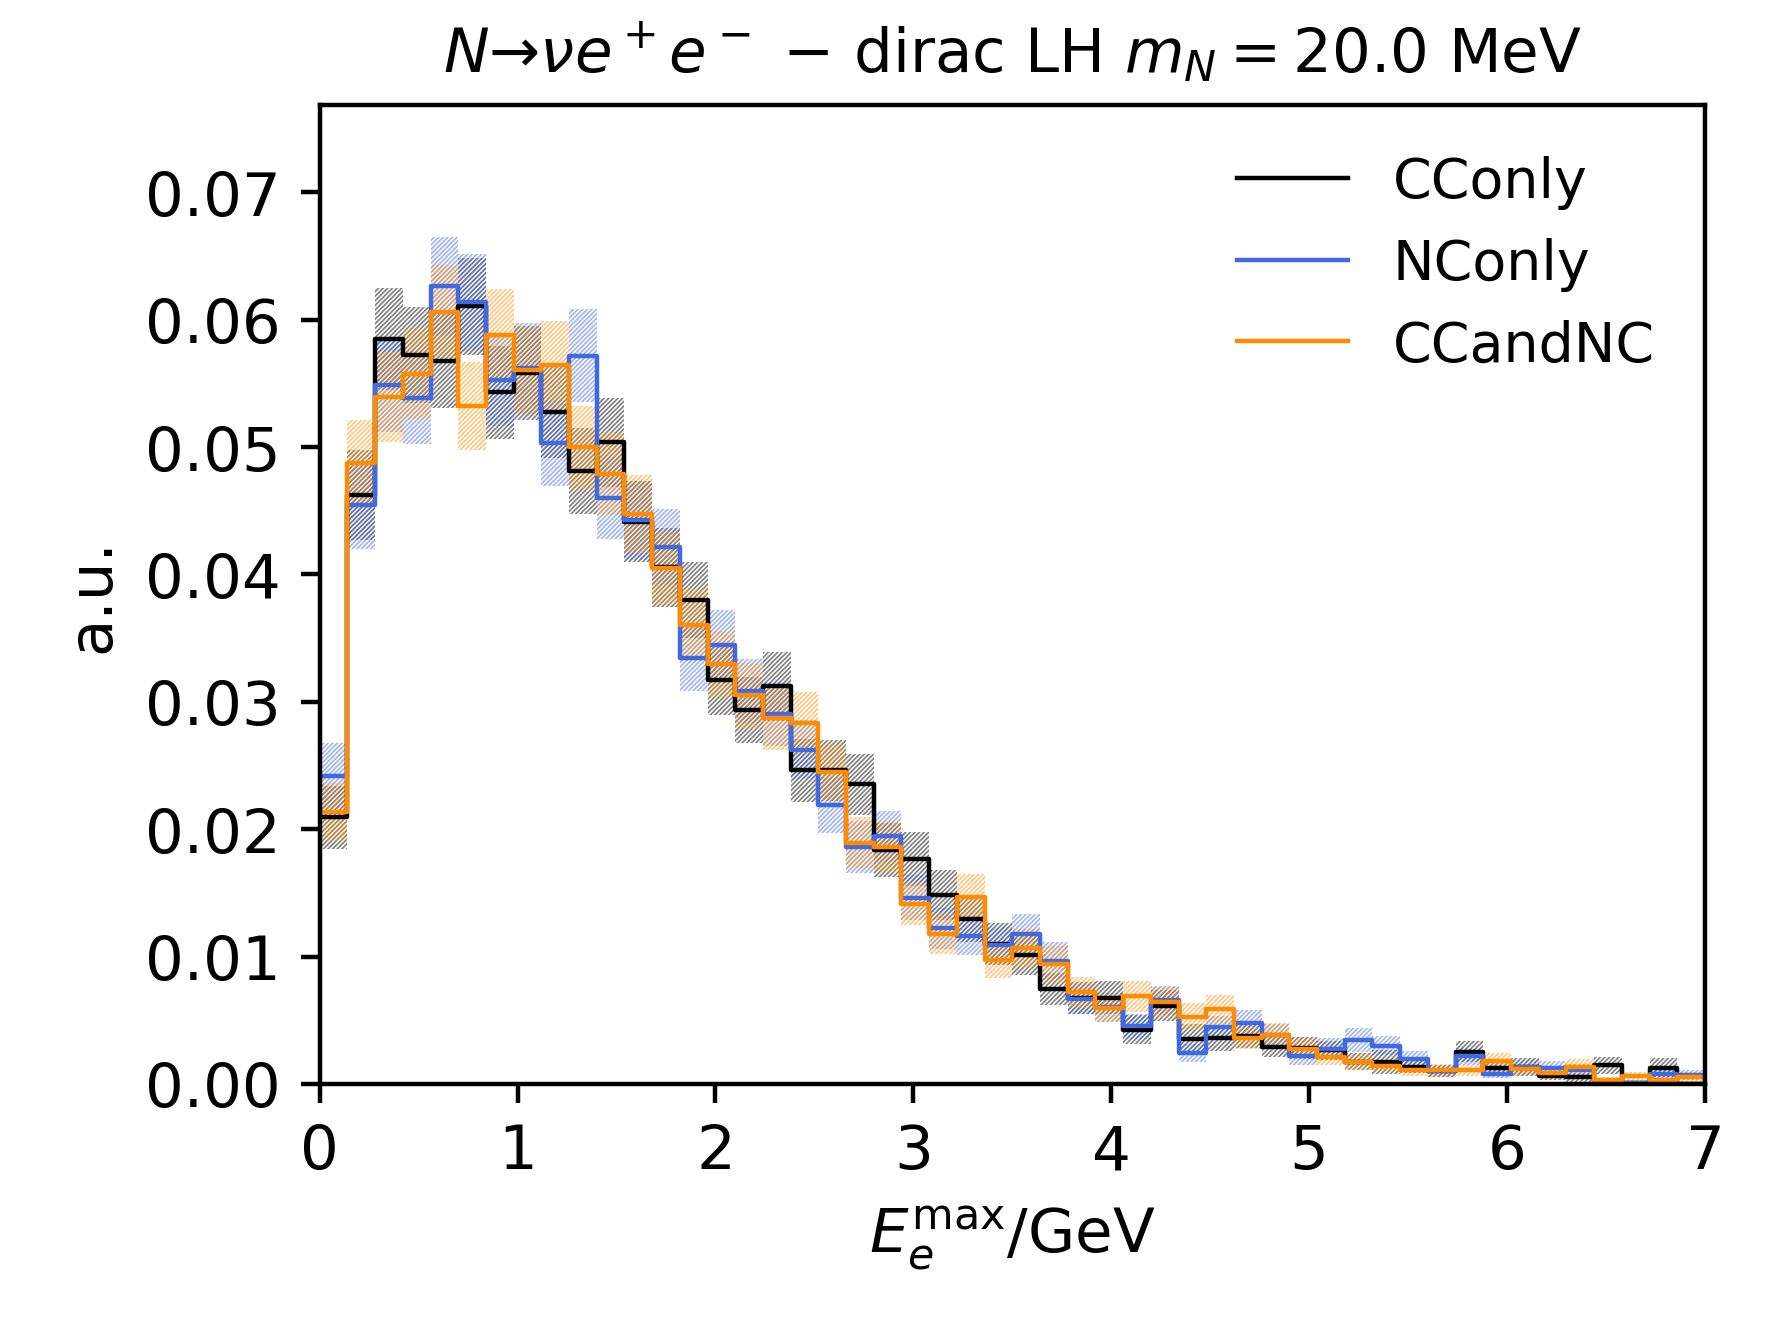 N→νe⁺e⁻ − dirac LH m_N = 20.0 MeV
CConly
NConly
CCandNC
0.07
0.06
0.05
0.04
0.03
0.02
0.01
0.00
a.u.
0 1 2 3 4 5 6 7
E_e^max/GeV